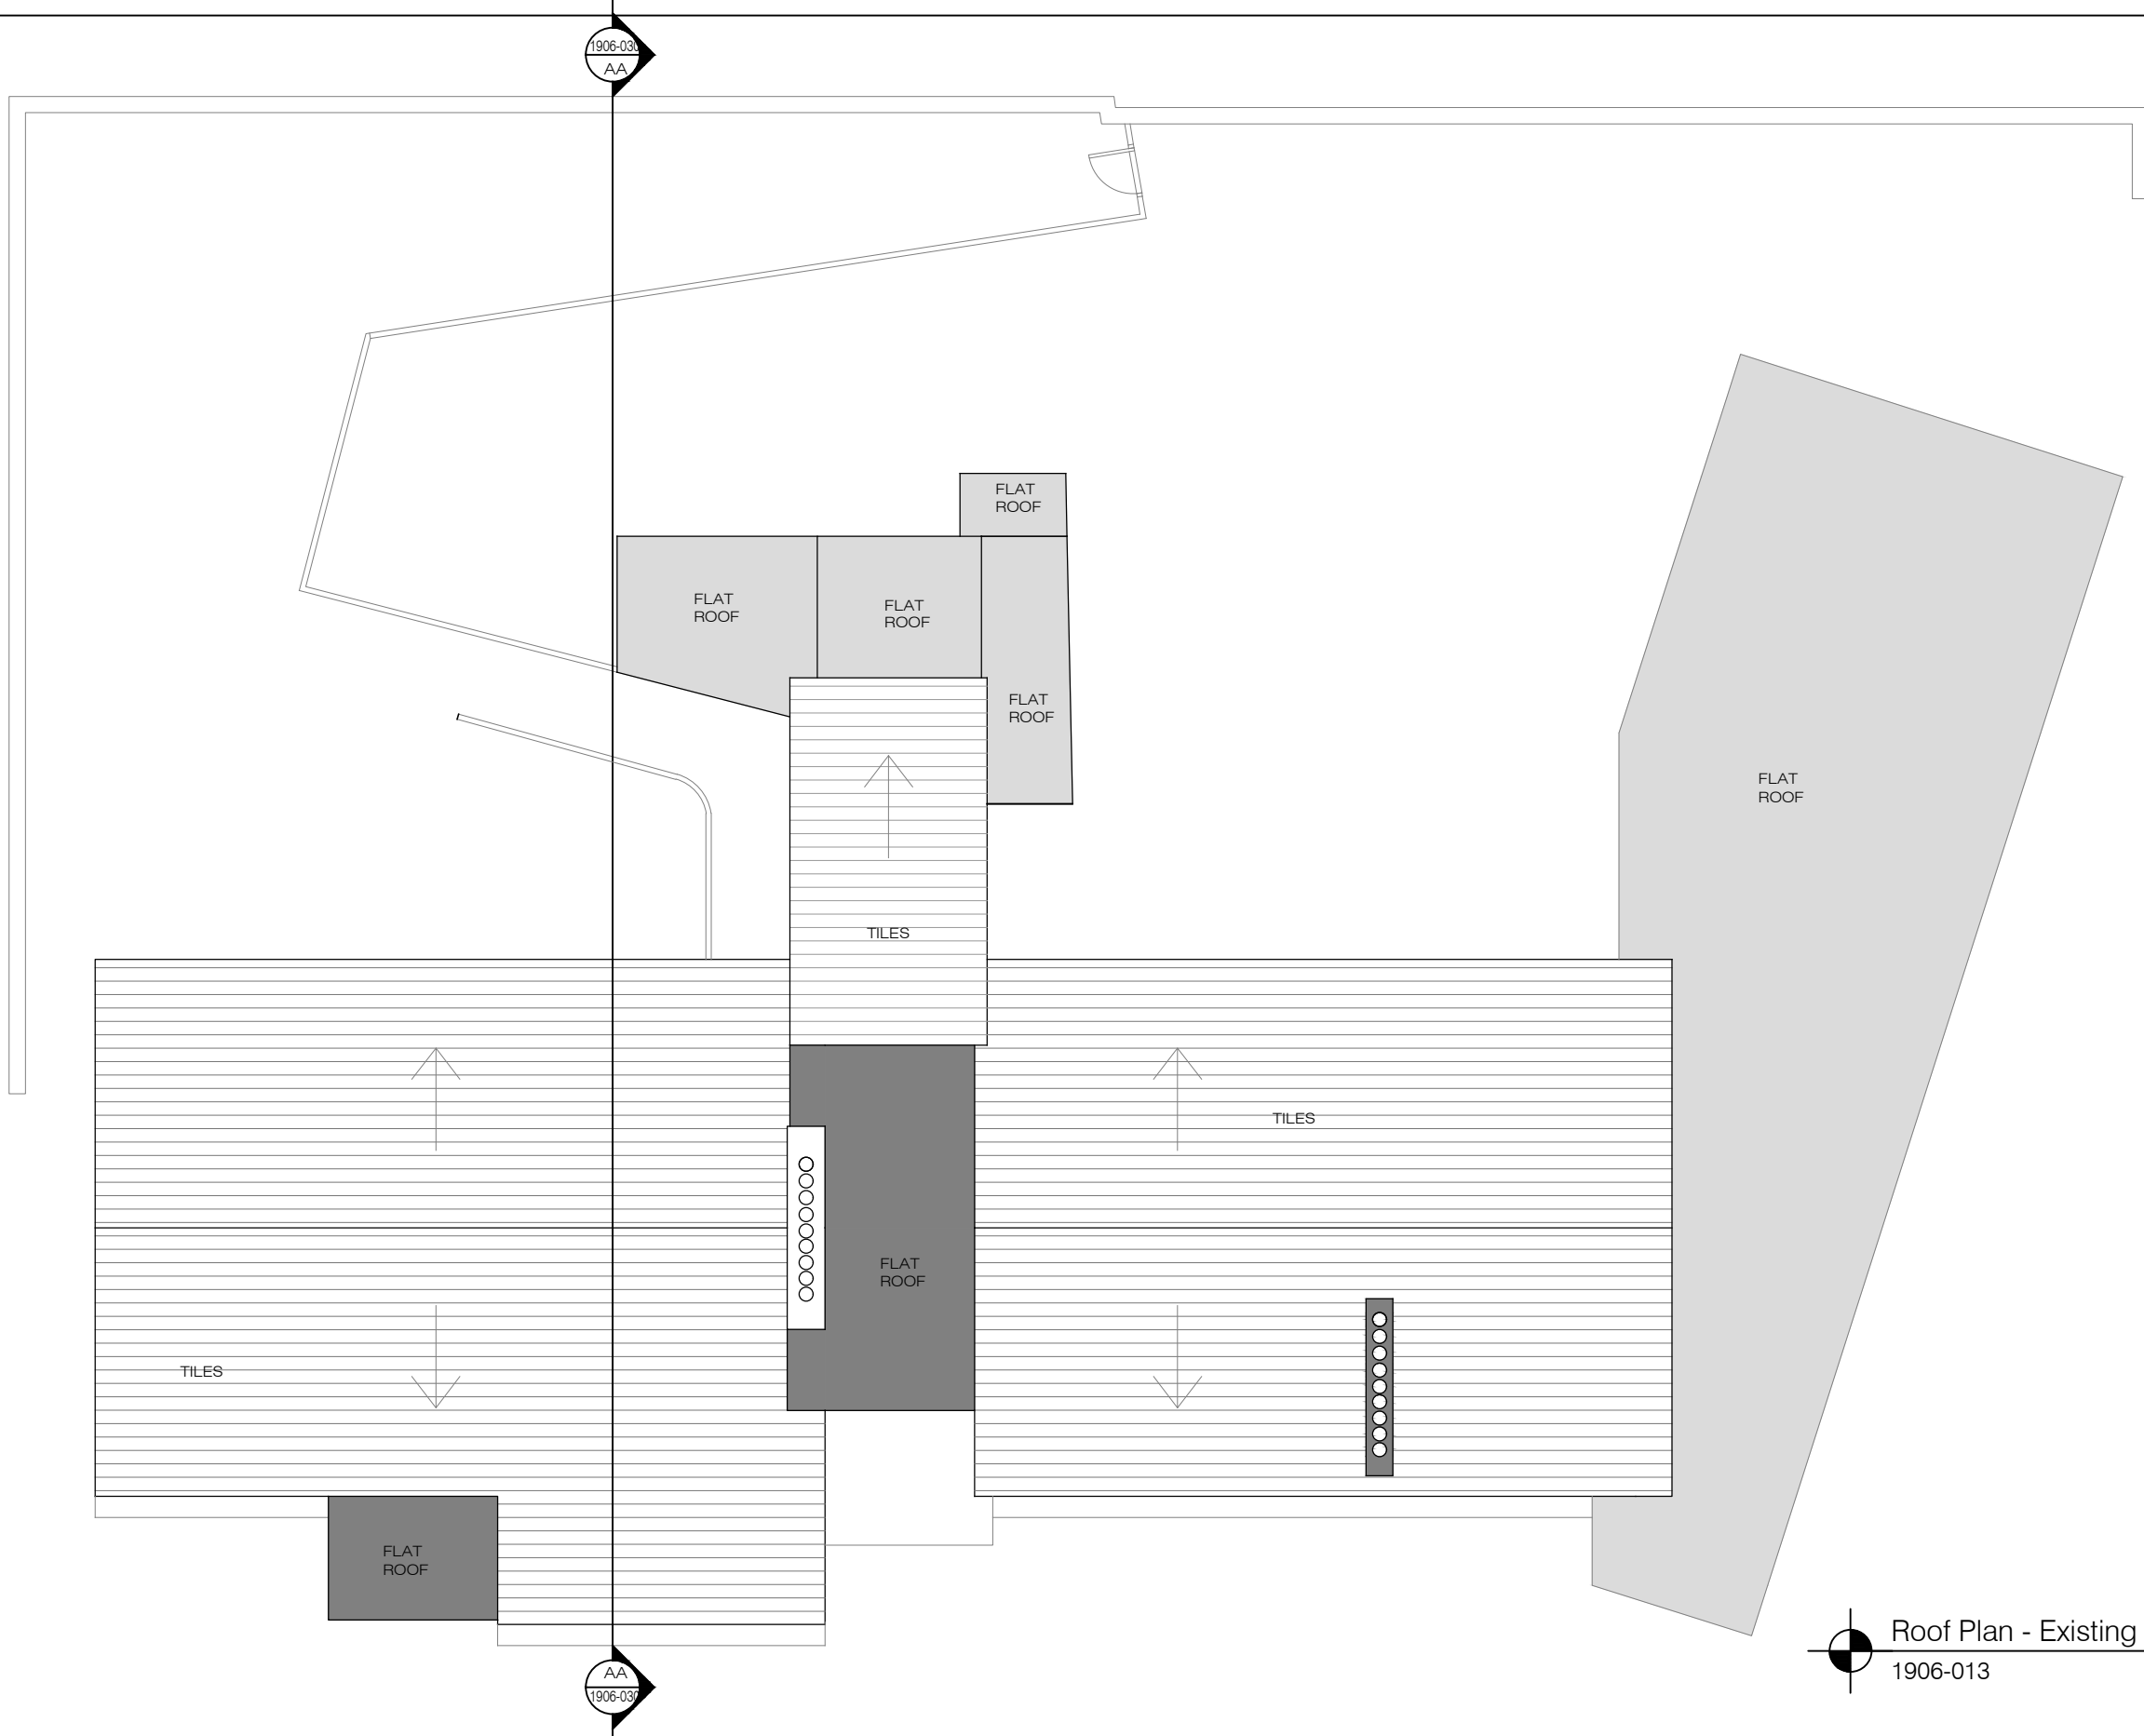 1906-030
AA
FLAT
ROOF
FLAT
ROOF
FLAT
ROOF
FLAT
ROOF
FLAT
ROOF
TILES
TILES
FLAT
ROOF
TILES
FLAT
ROOF
Roof Plan - Existing
1906-013
AA
1906-030